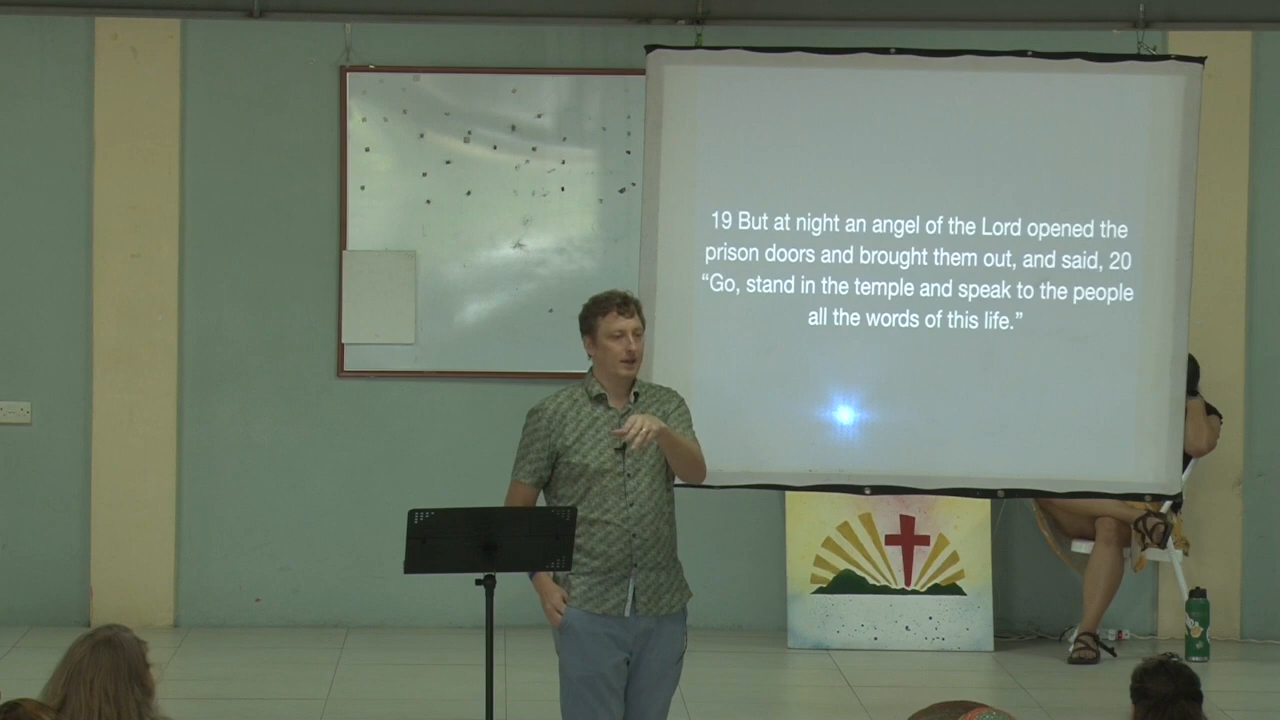 19 But at night an angel of the Lord opened the
prison doors and brought them out, and said, 20
“Go, stand in the temple and speak to the people
all the words of this life.”